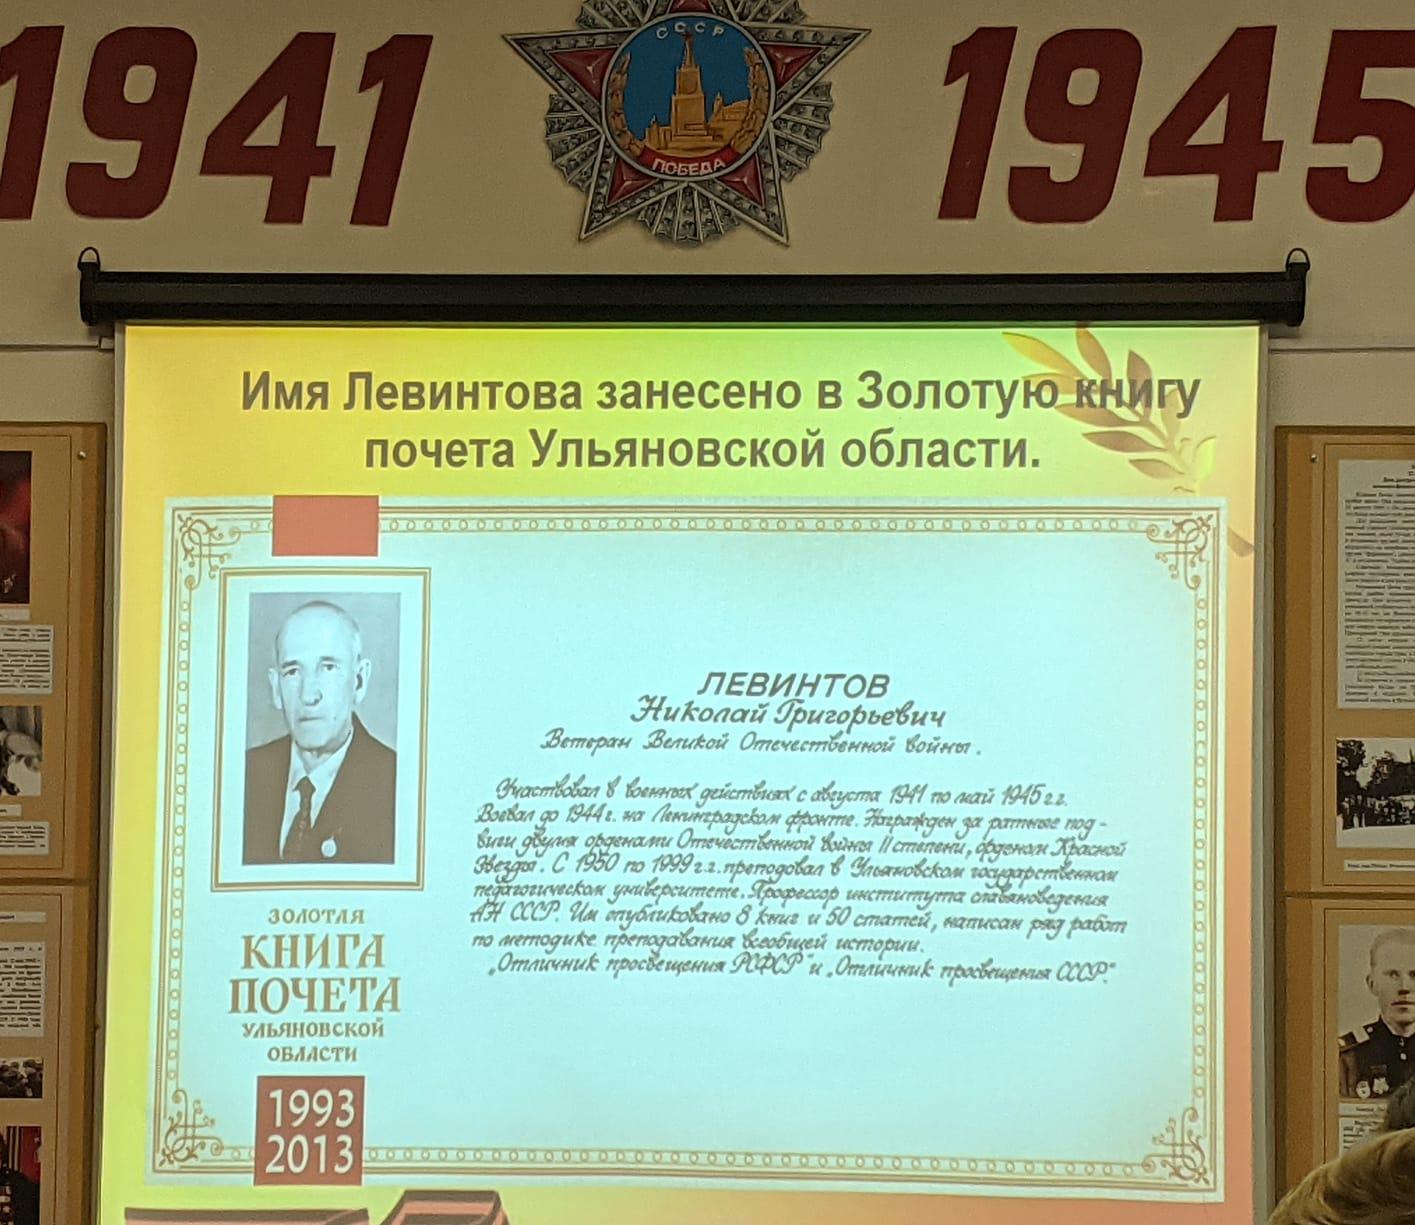 1941
СССР
ПОБЕДА
1945
Имя Левинтова занесено в Золотую книгу
почета Ульяновской области.
ЛЕВИНТОВ
Николай Григорьевич
Ветеран Великой Отечественной войны.
Участвовал в военных действиях с августа 1941 по май 1945 г.г.
Воевал до 1944 г. на Ленинградском фронте. Награжден за ратные под-
виги двумя орденами Отечественной войны II степени, орденом Красной
Звезды. С 1950 по 1999 г.г. преподавал в Ульяновском государственном
педагогическом университете. Профессор института славяноведения
АН СССР. Им опубликовано 8 книг и 50 статей, написан ряд работ
по методике преподавания всеобщей истории.
„Отличник просвещения РСФСР" и „Отличник просвещения СССР."
ЗОЛОТАЯ
КНИГА
ПОЧЕТА
УЛЬЯНОВСКОЙ
ОБЛАСТИ
1993
2013